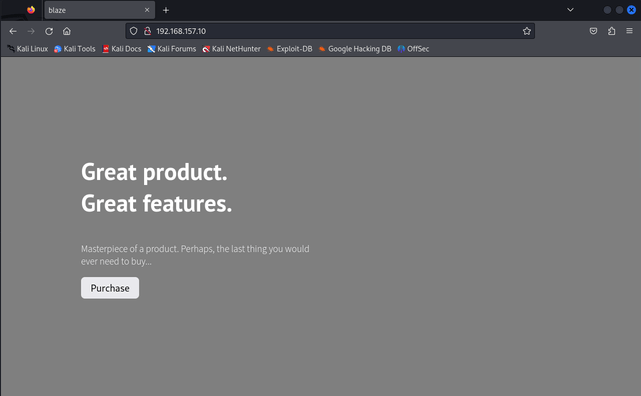 blaze
192.168.157.10
Kali Linux Kali Tools Kali Docs Kali Forums Kali NetHunter Exploit-DB Google Hacking DB OffSec
Great product.
Great features.
Masterpiece of a product. Perhaps, the last thing you would
ever need to buy...
Purchase